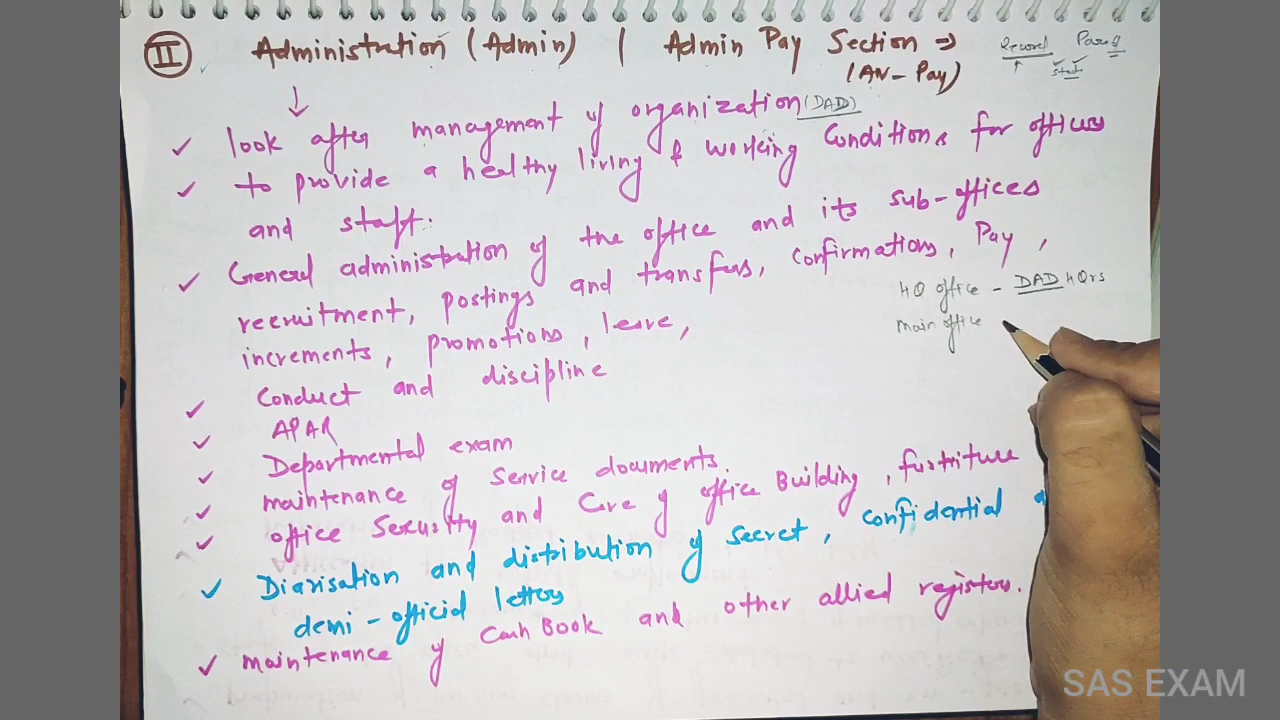 II Administration (Admin) | Admin Pay Section ⇒
(AN-Pay)
Record
✓ look after management of organization (DAD)
✓ to provide a healthy living & working Conditions for officers
and staff.
✓ General administration of the office and its sub-offices
recruitment, postings and transfers, confirmations, Pay,
increments, promotions, leave,
HQ office - DAD HQrs
main office
✓ Conduct and discipline
✓ APAR
✓ Departmental exam
✓ maintenance of service documents.
✓ office Security and Care of office Building, furniture
✓ Diarisation and distribution of secret, confidential
demi-official letters
✓ maintenance of Cash Book and other allied registers.
SAS EXAM